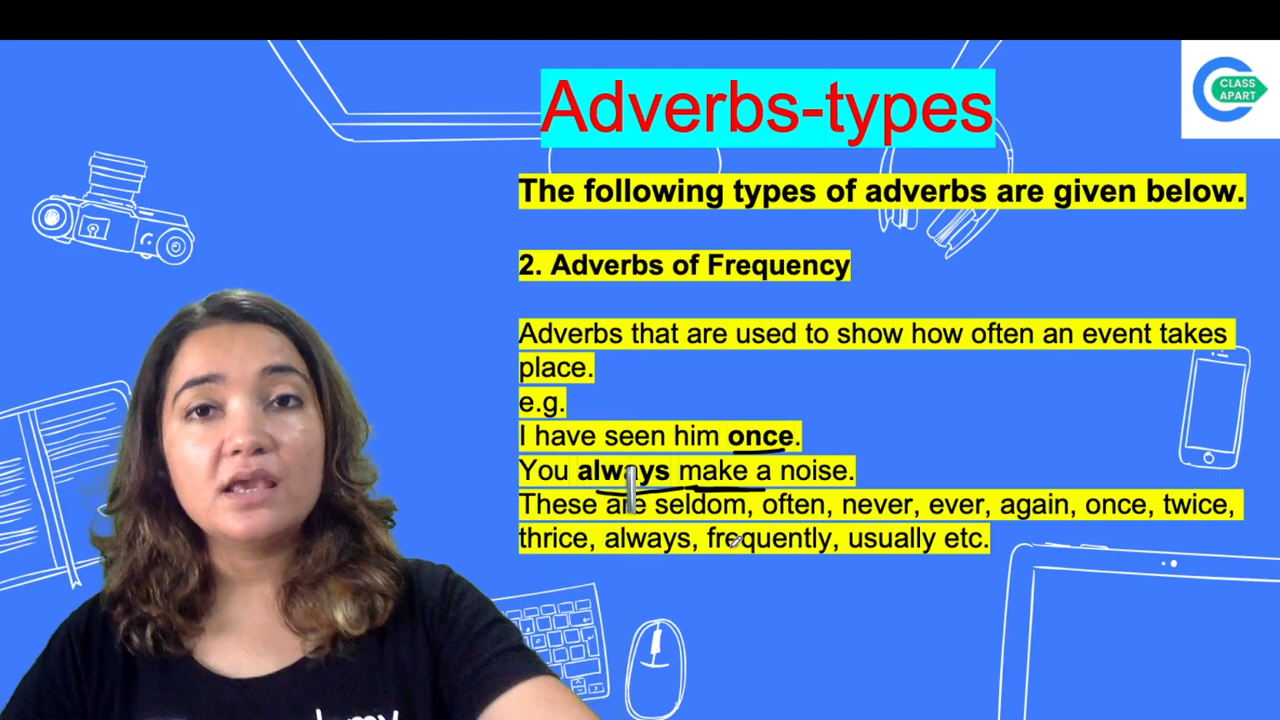 CLASS
APART
Adverbs-types
The following types of adverbs are given below.
2. Adverbs of Frequency
Adverbs that are used to show how often an event takes
place.
e.g.
I have seen him once.
You always make a noise.
These are seldom, often, never, ever, again, once, twice,
thrice, always, frequently, usually etc.